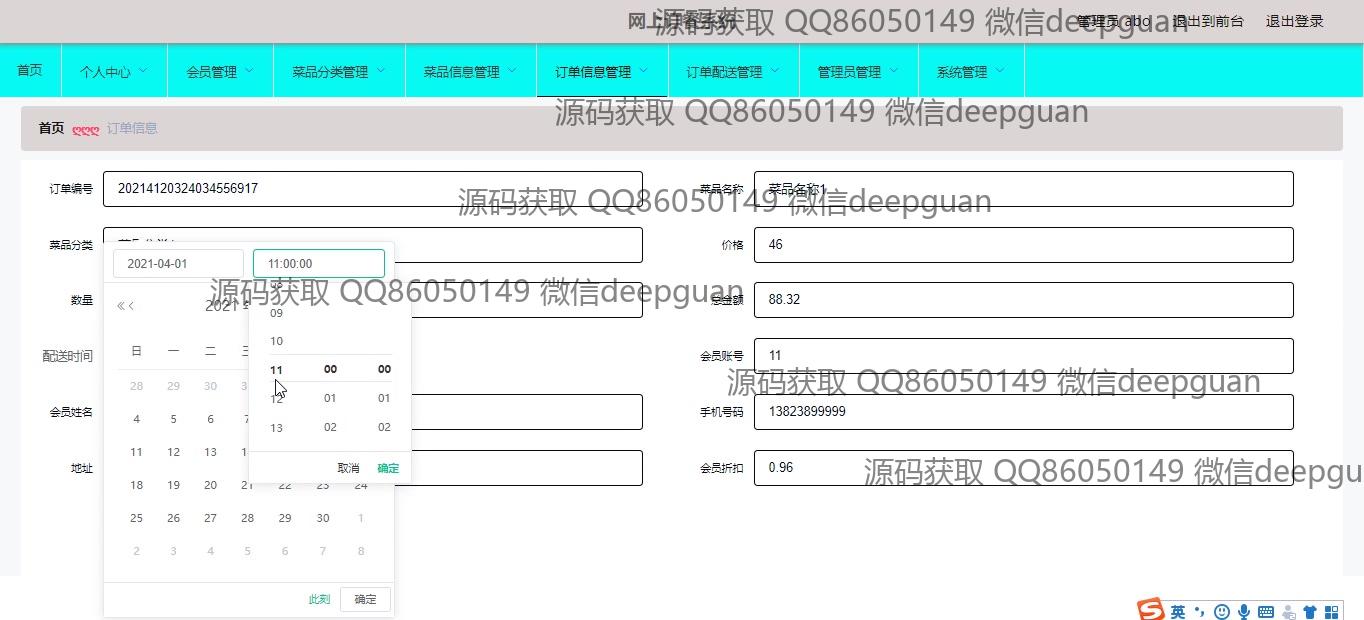 源码获取 QQ86050149 微信deepguan
管理员 abo 退出到前台 退出登录
首页 个人中心 会员管理 菜品分类管理 菜品信息管理 订单信息管理 订单配送管理 管理员管理 系统管理
源码获取 QQ86050149 微信deepguan
首页 ღღღ 订单信息
订单编号 20214120324034556917 菜品名称 菜品名称1
源码获取 QQ86050149 微信deepguan
菜品分类 价格 46
2021-04-01 11:00:00
源码获取 QQ86050149 微信deepguan
数量 总金额 88.32
«‹ 2021
09
10
日 一 二 三
配送时间 会员账号 11
11 00 00
源码获取 QQ86050149 微信deepguan
28 29 30
12 01 01
会员姓名 手机号码 13823899999
4 5 6 7
13 02 02
11 12 13
取消 确定
地址 会员折扣 0.96
源码获取 QQ86050149 微信deepgu
18 19 20 21 22 23 24
25 26 27 28 29 30 1
2 3 4 5 6 7 8
此刻 确定
S 英